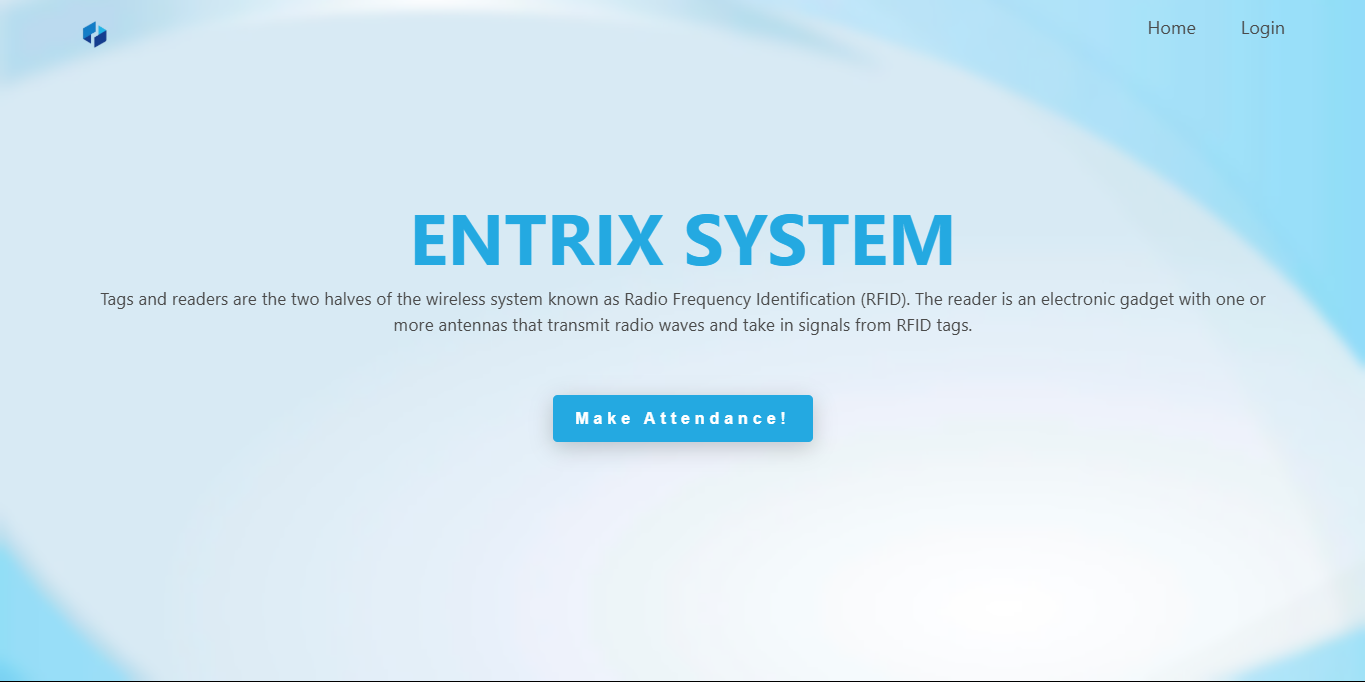 Home Login
ENTRIX SYSTEM
Tags and readers are the two halves of the wireless system known as Radio Frequency Identification (RFID). The reader is an electronic gadget with one or
more antennas that transmit radio waves and take in signals from RFID tags.
Make Attendance!